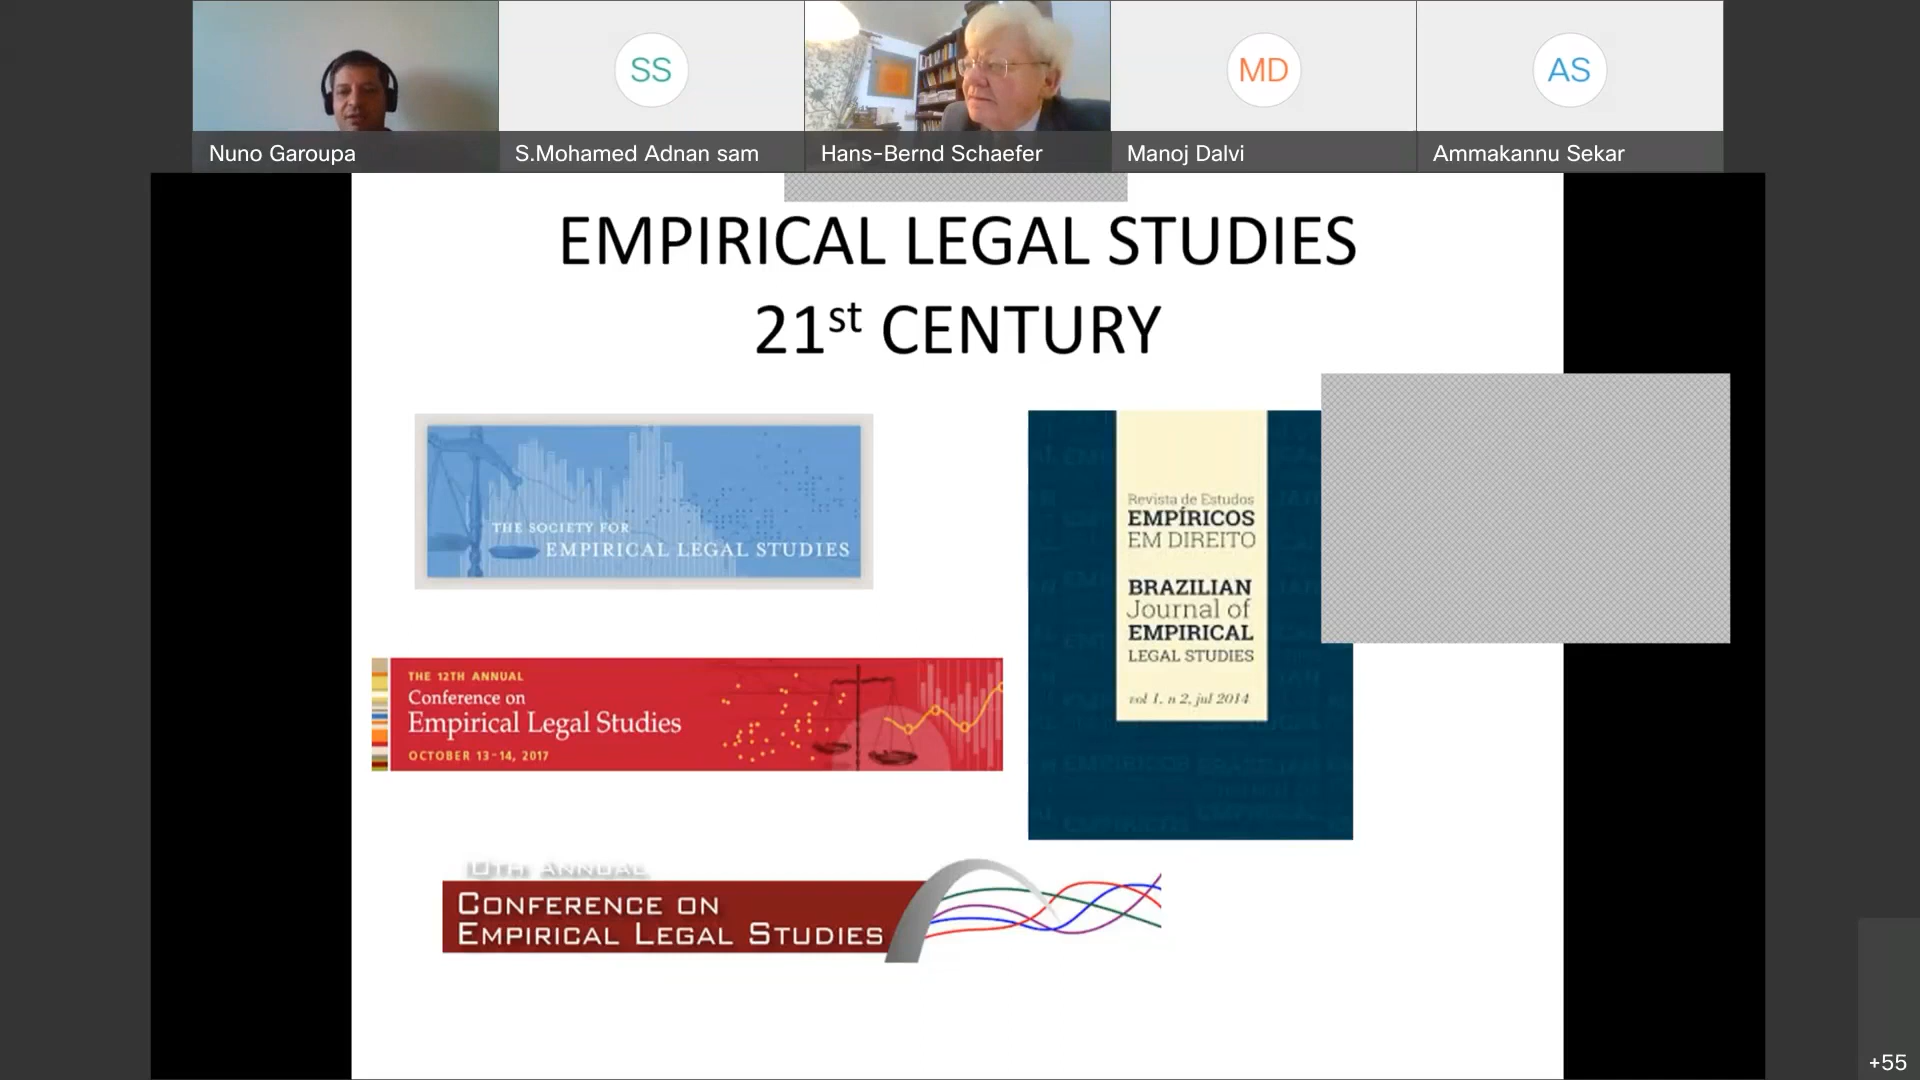 SS
MD
AS
Nuno Garoupa
S.Mohamed Adnan sam
Hans-Bernd Schaefer
Manoj Dalvi
Ammakannu Sekar
EMPIRICAL LEGAL STUDIES
21st CENTURY
THE SOCIETY FOR
EMPIRICAL LEGAL STUDIES
Revista de Estudos
EMPÍRICOS
EM DIREITO
BRAZILIAN
Journal of
EMPIRICAL
LEGAL STUDIES
vol 1, n 2, jul 2014
THE 12TH ANNUAL
Conference on
Empirical Legal Studies
OCTOBER 13-14, 2017
10TH ANNUAL
CONFERENCE ON
EMPIRICAL LEGAL STUDIES
+55